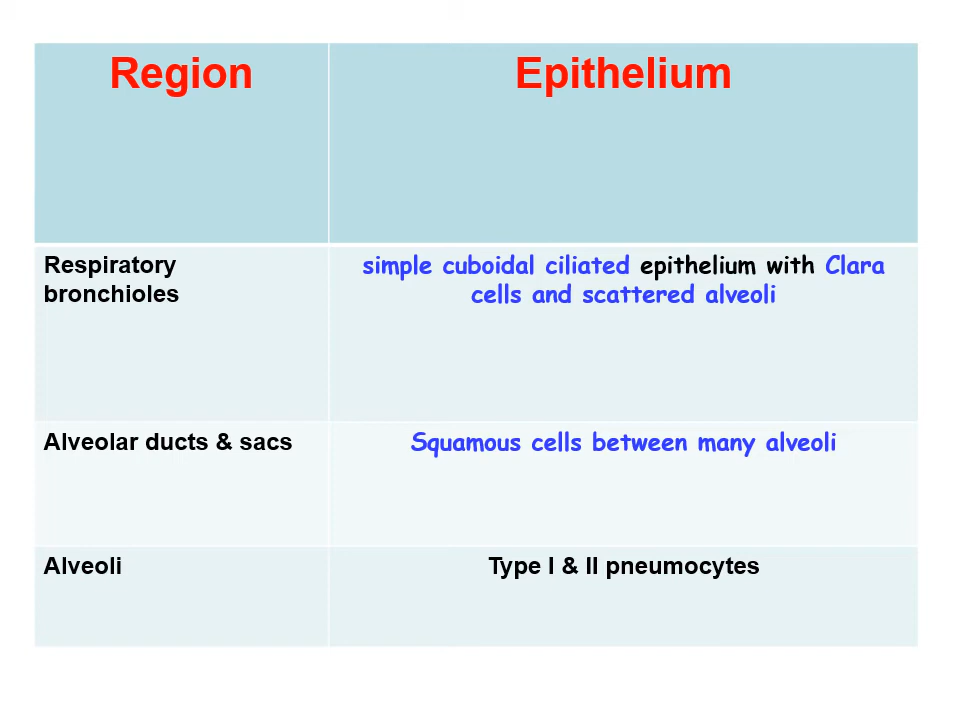 Region
Epithelium
Respiratory
bronchioles
simple cuboidal ciliated epithelium with Clara
cells and scattered alveoli
Alveolar ducts & sacs
Squamous cells between many alveoli
Alveoli
Type I & II pneumocytes